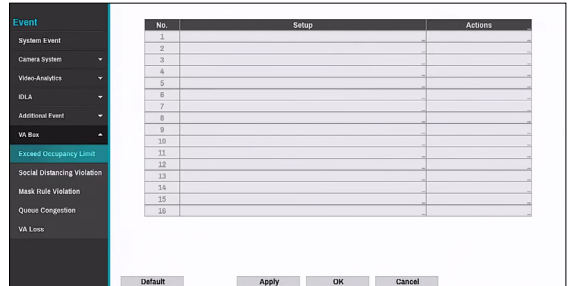 Event
System Event
Camera System
Video-Analytics
IDLA
Additional Event
VA Box
Exceed Occupancy Limit
Social Distancing Violation
Mask Rule Violation
Queue Congestion
VA Loss
No. Setup Actions ...
1 ... ...
2 ... ...
3 ... ...
4 ... ...
5 ... ...
6 ... ...
7 ... ...
8 ... ...
9 ... ...
10 ... ...
11 ... ...
12 ... ...
13 ... ...
14 ... ...
15 ... ...
16 ... ...
Default Apply OK Cancel